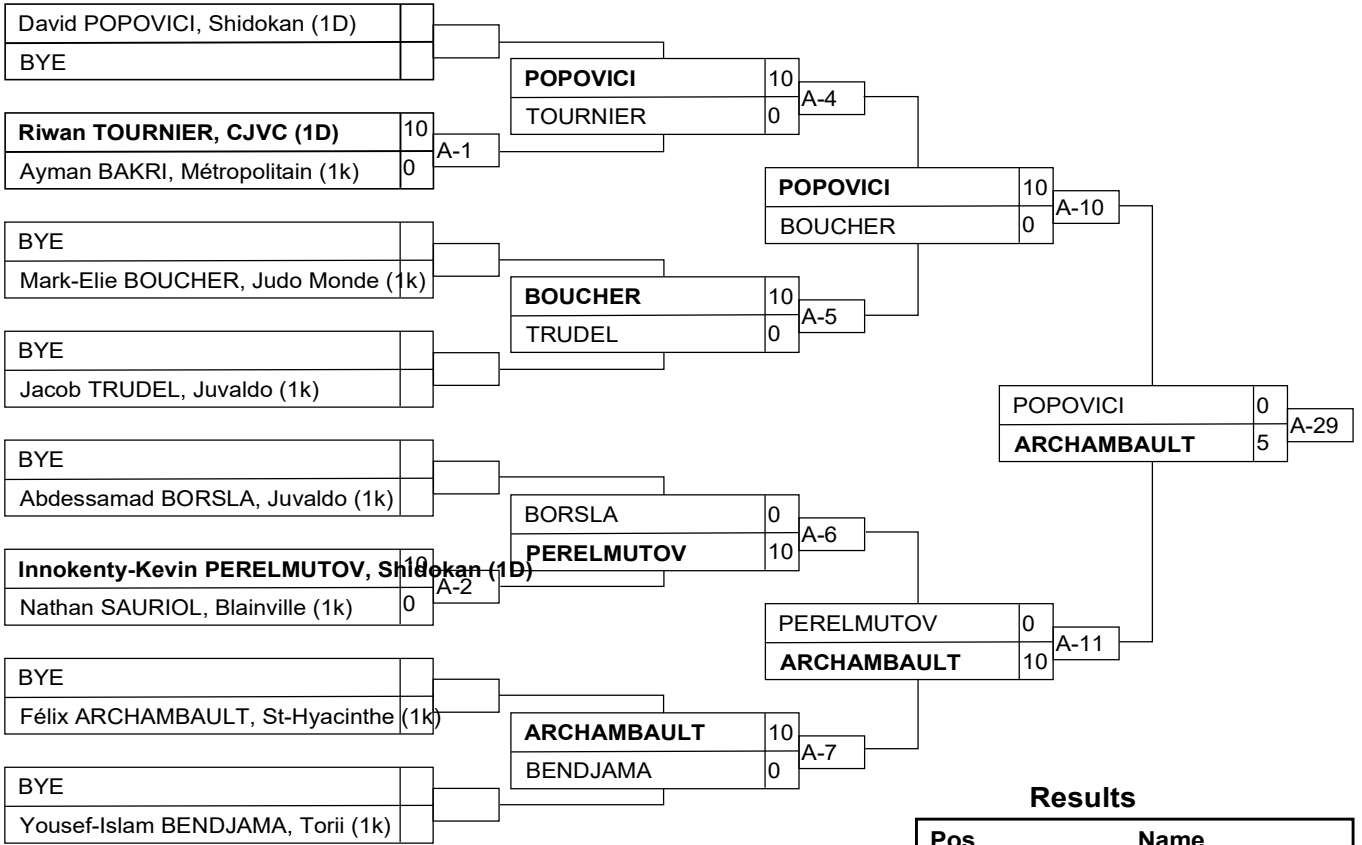 David POPOVICI, Shidokan (1D)
BYE
POPOVICI 10
TOURNIER 0
A-4
Riwan TOURNIER, CJVC (1D) 10
Ayman BAKRI, Métropolitain (1k) 0
A-1
POPOVICI 10
BOUCHER 0
A-10
BYE
Mark-Elie BOUCHER, Judo Monde (1k)
BOUCHER 10
TRUDEL 0
A-5
BYE
Jacob TRUDEL, Juvaldo (1k)
POPOVICI 0
ARCHAMBAULT 5
A-29
BYE
Abdessamad BORSLA, Juvaldo (1k)
BORSLA 0
PERELMUTOV 10
A-6
Innokenty-Kevin PERELMUTOV, Shidokan (1D) 10
Nathan SAURIOL, Blainville (1k) 0
A-2
PERELMUTOV 0
ARCHAMBAULT 10
A-11
BYE
Félix ARCHAMBAULT, St-Hyacinthe (1k)
ARCHAMBAULT 10
BENDJAMA 0
A-7
BYE
Yousef-Islam BENDJAMA, Torii (1k)
Results
Pos Name